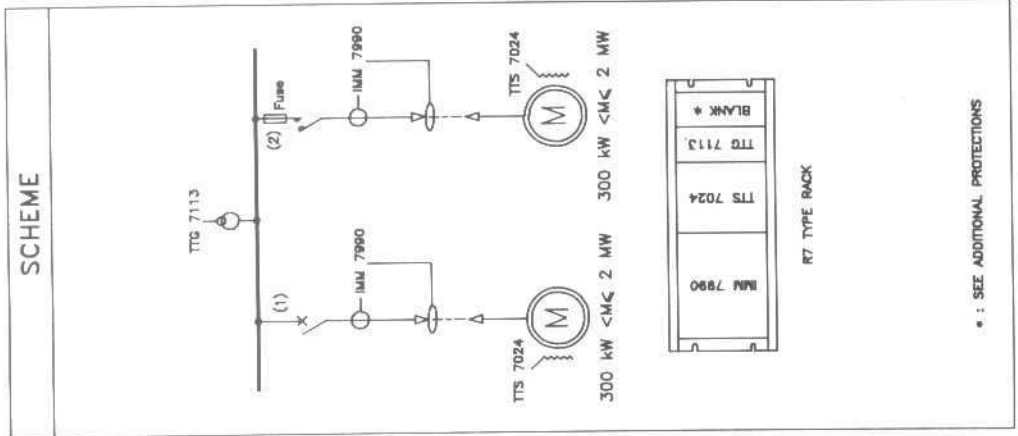 SCHEME
TTG 7113
(1)
IMM 7990
TTS 7024
M
300 kW <M≤ 2 MW
(2)
Fuse
IMM 7990
TTS 7024
M
300 kW <M≤ 2 MW
IMM 7990
TTS 7024
TTG 7113.
BLANK *
R7 TYPE RACK
* : SEE ADDITIONAL PROTECTIONS